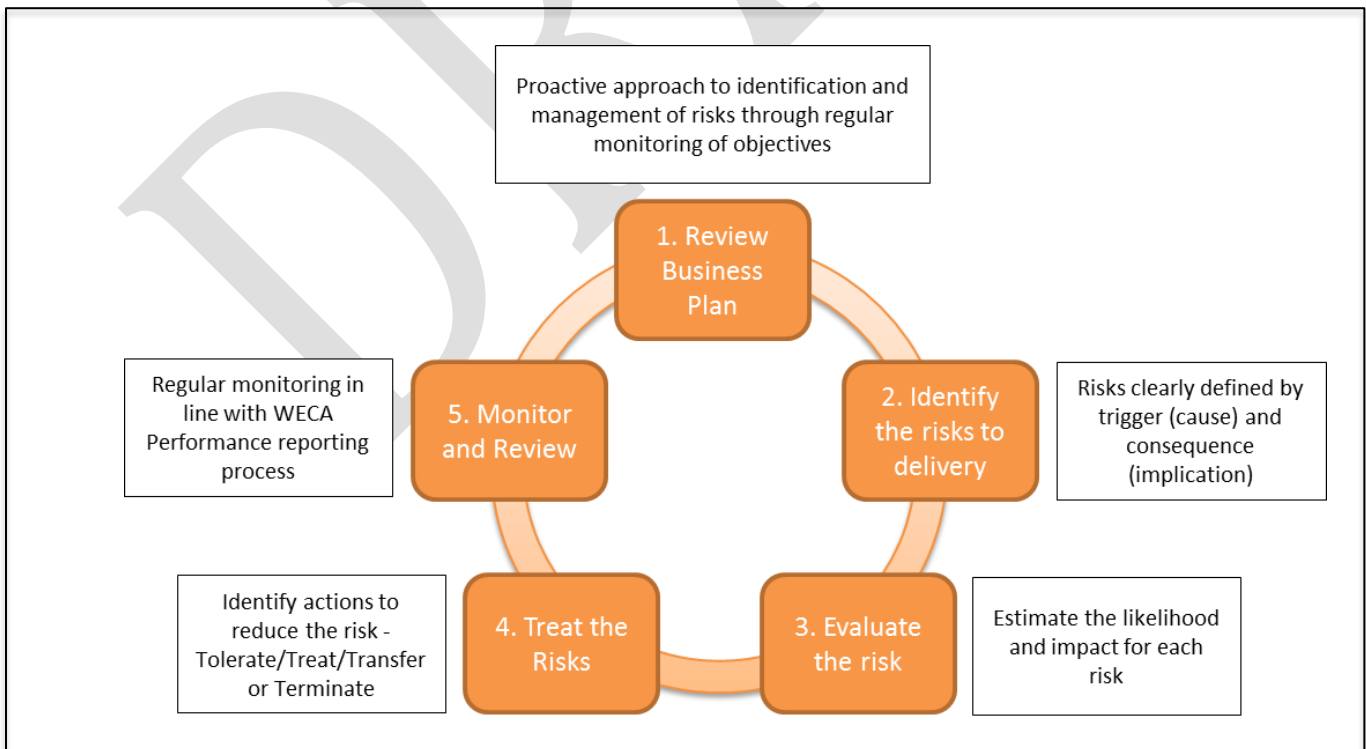 Proactive approach to identification and
management of risks through regular
monitoring of objectives
1. Review
Business
Plan
2. Identify
the risks to
delivery
Risks clearly defined by
trigger (cause) and
consequence
(implication)
3. Evaluate
the risk
Estimate the likelihood
and impact for each
risk
4. Treat the
Risks
Identify actions to
reduce the risk -
Tolerate/Treat/Transfer
or Terminate
5. Monitor
and Review
Regular monitoring in
line with WECA
Performance reporting
process